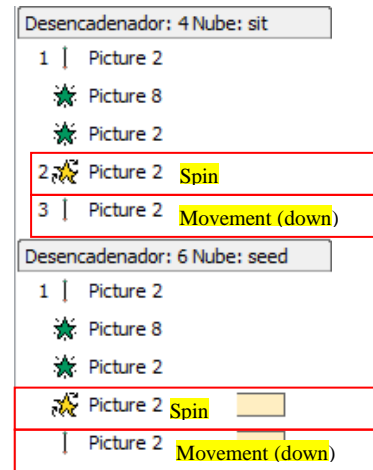 Desencadenador: 4 Nube: sit
1 Picture 2
Picture 8
Picture 2
2 Picture 2 Spin
3 Picture 2 Movement (down)
Desencadenador: 6 Nube: seed
1 Picture 2
Picture 8
Picture 2
Picture 2 Spin
Picture 2 Movement (down)